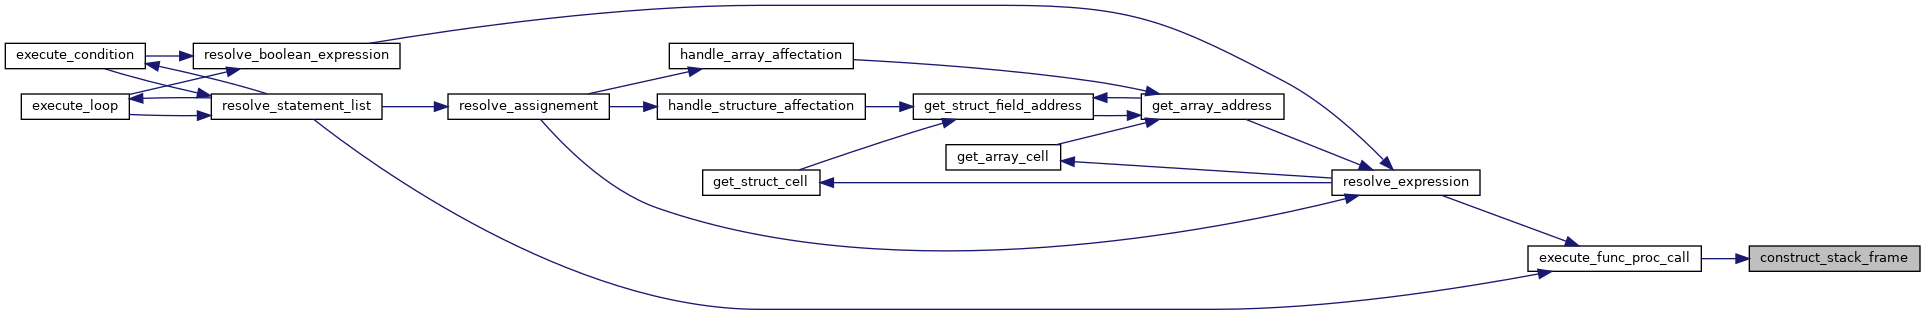 execute_condition
resolve_boolean_expression
handle_array_affectation
execute_loop
resolve_statement_list
resolve_assignement
handle_structure_affectation
get_struct_field_address
get_array_address
get_array_cell
get_struct_cell
resolve_expression
execute_func_proc_call
construct_stack_frame